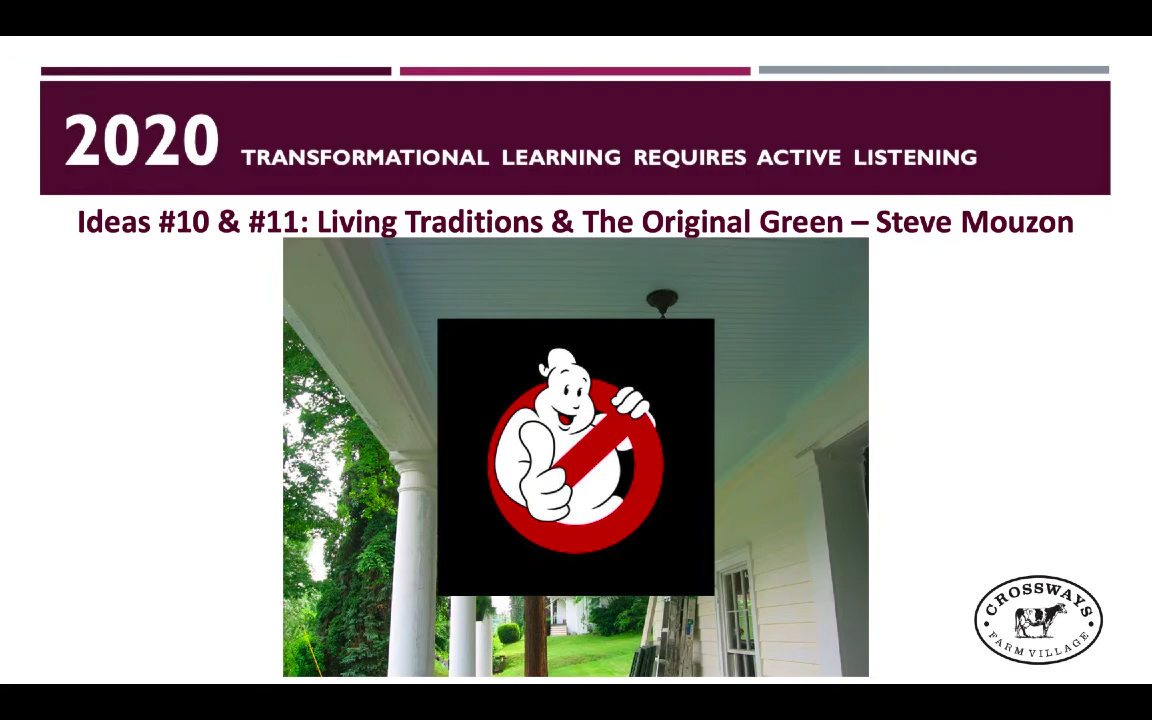 2020 TRANSFORMATIONAL LEARNING REQUIRES ACTIVE LISTENING
Ideas #10 & #11: Living Traditions & The Original Green – Steve Mouzon
CROSSWAYS
FARM VILLAGE